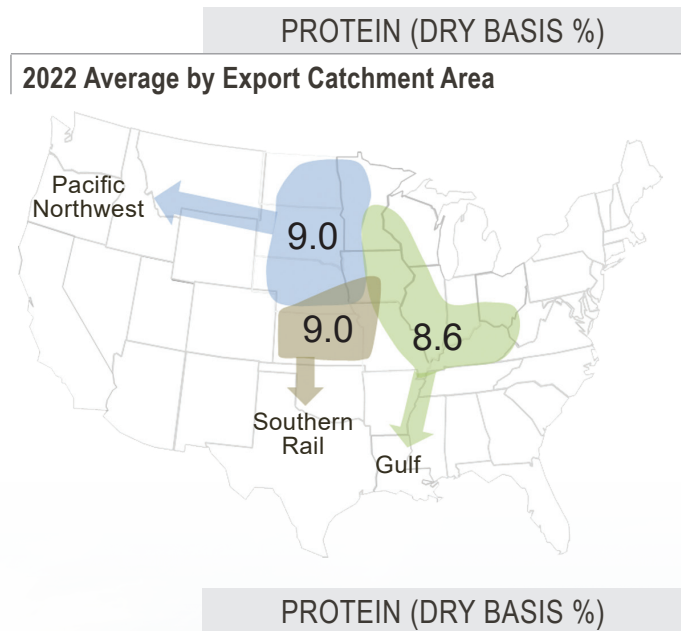 PROTEIN (DRY BASIS %)
2022 Average by Export Catchment Area
Pacific
Northwest
9.0
9.0
8.6
Southern
Rail
Gulf
PROTEIN (DRY BASIS %)